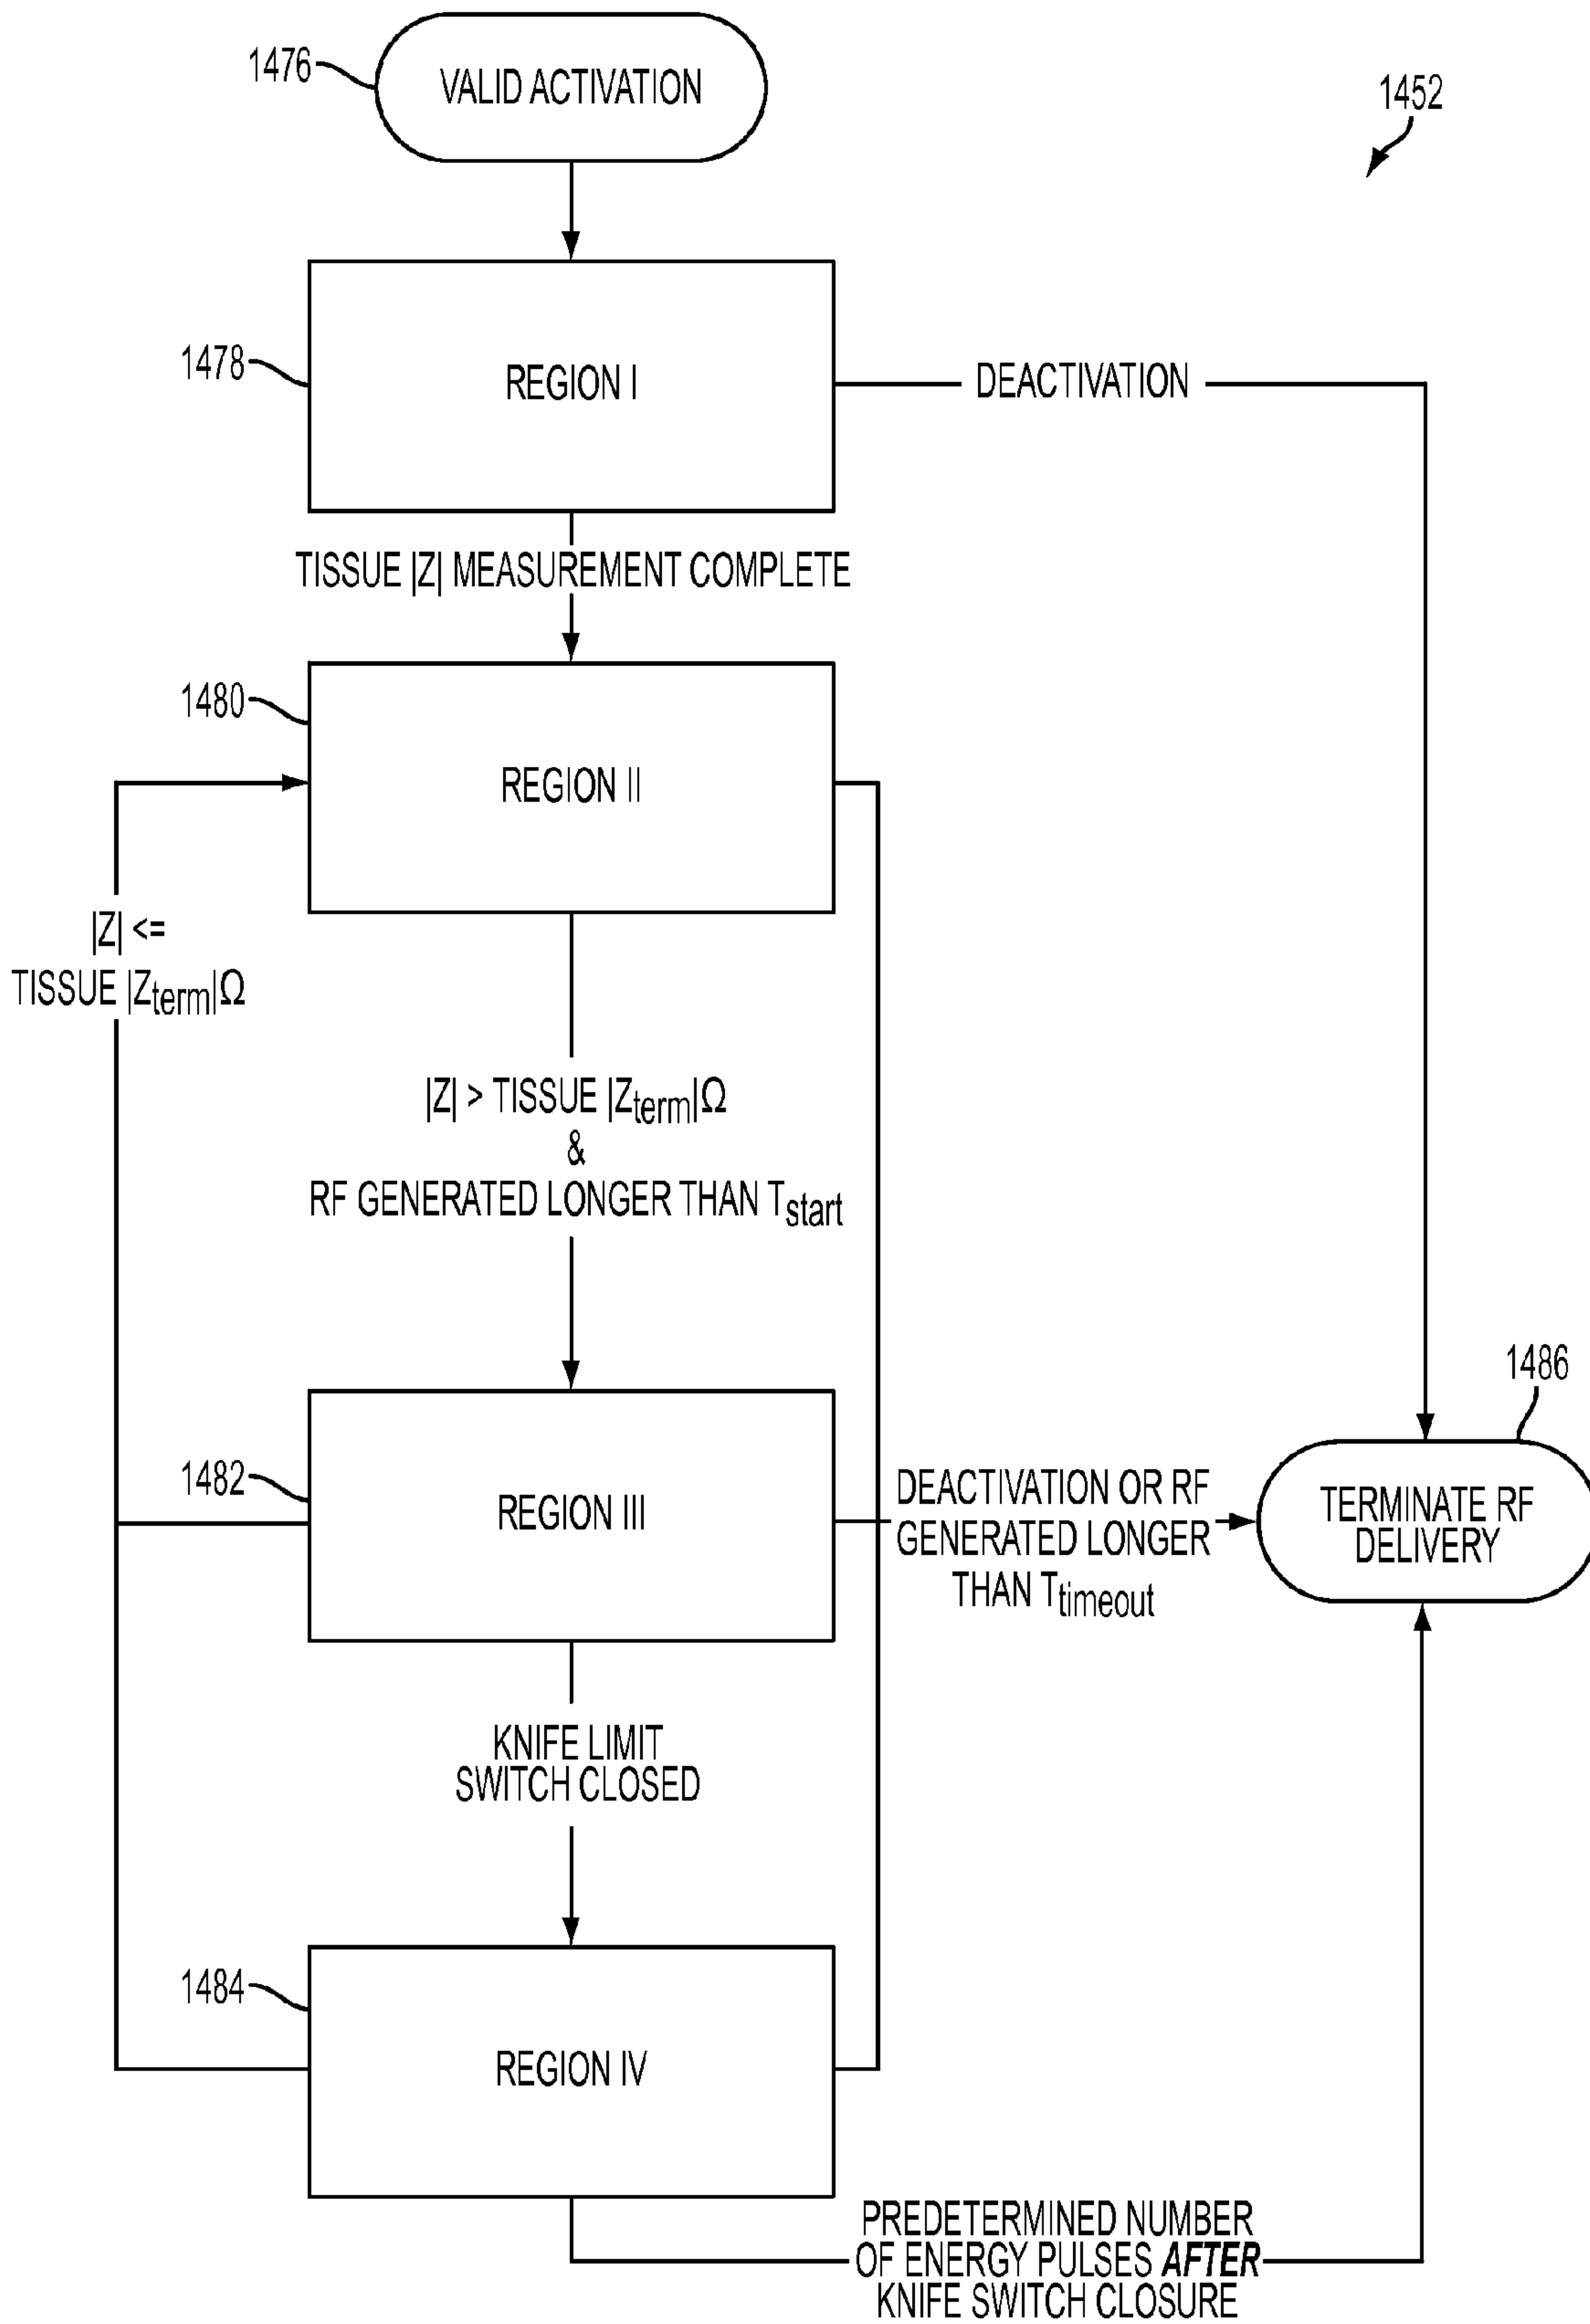 1476
VALID ACTIVATION
1452
1478
REGION I
DEACTIVATION
TISSUE |Z| MEASUREMENT COMPLETE
1480
REGION II
|Z| <=
TISSUE |Zterm|Ω
|Z| > TISSUE |Zterm|Ω
&
RF GENERATED LONGER THAN Tstart
1482
REGION III
DEACTIVATION OR RF
GENERATED LONGER
THAN Ttimeout
1486
TERMINATE RF
DELIVERY
KNIFE LIMIT
SWITCH CLOSED
1484
REGION IV
PREDETERMINED NUMBER
OF ENERGY PULSES AFTER
KNIFE SWITCH CLOSURE